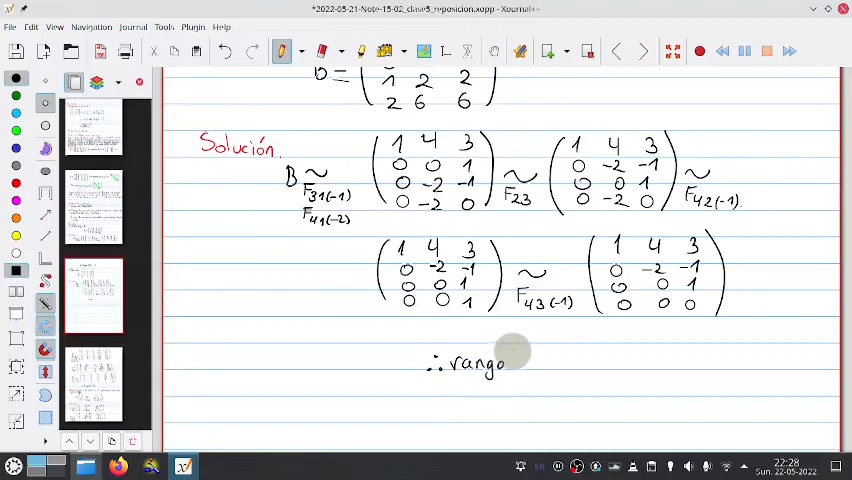 *2022-05-21-Note-15-02_clase5_reposicion.xopp - Xournal++
File Edit View Navigation Journal Tools Plugin Help
B =
1 2 2
2 6 6
Solución.
B ~ F31(-1) F41(-2)
1 4 3
0 0 1
0 -2 -1
0 -2 0
~ F23
1 4 3
0 -2 -1
0 0 1
0 -2 0
~ F42(-1)
1 4 3
0 -2 -1
0 0 1
0 0 1
~ F43(-1)
1 4 3
0 -2 -1
0 0 1
0 0 0
∴ rango
22:28
Sun. 22-05-2022